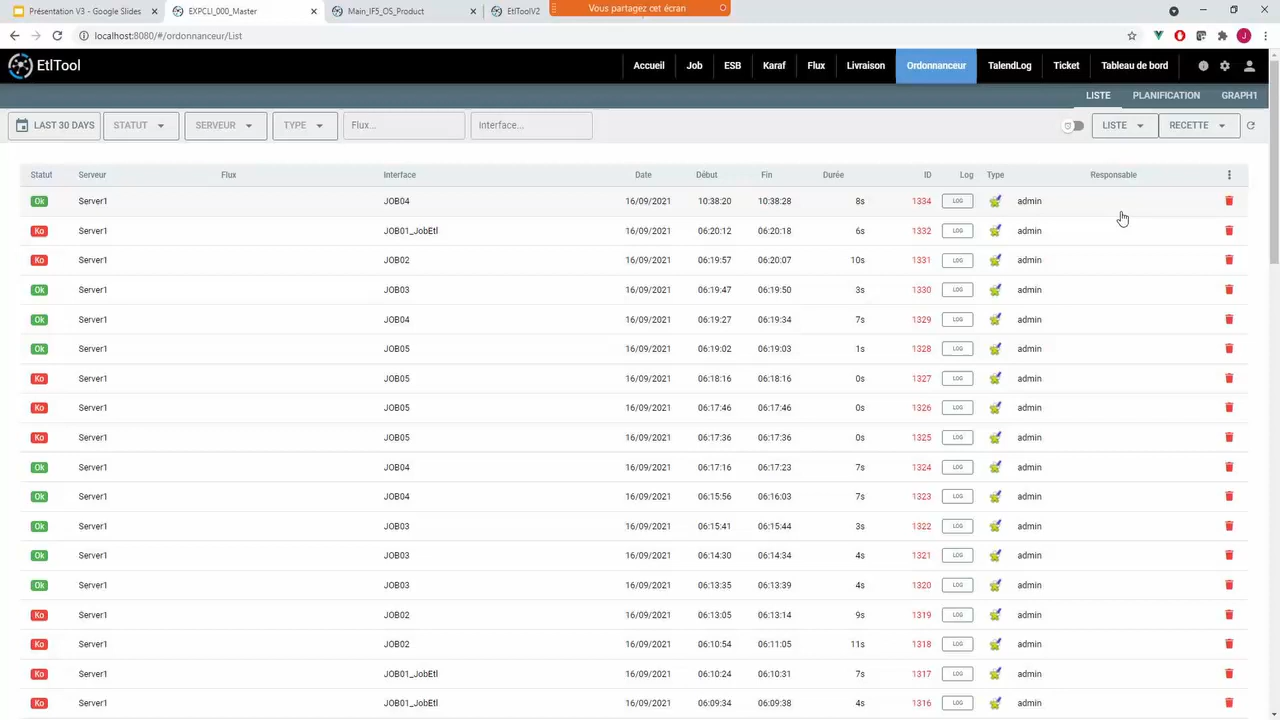 Présentation V3 - Google Slides
EXPCLI_000_Master
Main_IF5_OS_Product
EtlToolV2
Vous partagez cet écran
localhost:8080/#/ordonnanceur/List
J
EtlTool
Accueil Job ESB Karaf Flux Livraison Ordonnanceur TalendLog Ticket Tableau de bord
LISTE PLANIFICATION GRAPH1
LAST 30 DAYS STATUT SERVEUR TYPE Flux... Interface... LISTE RECETTE
Statut Serveur Flux Interface Date Début Fin Durée ID Log Type Responsable
Ok Server1 JOB04 16/09/2021 10:38:20 10:38:28 8s 1334 LOG admin
Ko Server1 JOB01_JobEtl 16/09/2021 06:20:12 06:20:18 6s 1332 LOG admin
Ko Server1 JOB02 16/09/2021 06:19:57 06:20:07 10s 1331 LOG admin
Ok Server1 JOB03 16/09/2021 06:19:47 06:19:50 3s 1330 LOG admin
Ok Server1 JOB04 16/09/2021 06:19:27 06:19:34 7s 1329 LOG admin
Ok Server1 JOB05 16/09/2021 06:19:02 06:19:03 1s 1328 LOG admin
Ko Server1 JOB05 16/09/2021 06:18:16 06:18:16 0s 1327 LOG admin
Ko Server1 JOB05 16/09/2021 06:17:46 06:17:46 0s 1326 LOG admin
Ko Server1 JOB05 16/09/2021 06:17:36 06:17:36 0s 1325 LOG admin
Ok Server1 JOB04 16/09/2021 06:17:16 06:17:23 7s 1324 LOG admin
Ok Server1 JOB04 16/09/2021 06:15:56 06:16:03 7s 1323 LOG admin
Ok Server1 JOB03 16/09/2021 06:15:41 06:15:44 3s 1322 LOG admin
Ok Server1 JOB03 16/09/2021 06:14:30 06:14:34 4s 1321 LOG admin
Ok Server1 JOB03 16/09/2021 06:13:35 06:13:39 4s 1320 LOG admin
Ko Server1 JOB02 16/09/2021 06:13:05 06:13:14 9s 1319 LOG admin
Ko Server1 JOB02 16/09/2021 06:10:54 06:11:05 11s 1318 LOG admin
Ko Server1 JOB01_JobEtl 16/09/2021 06:10:24 06:10:31 7s 1317 LOG admin
Ko Server1 JOB01_JobEtl 16/09/2021 06:09:34 06:09:38 4s 1316 LOG admin